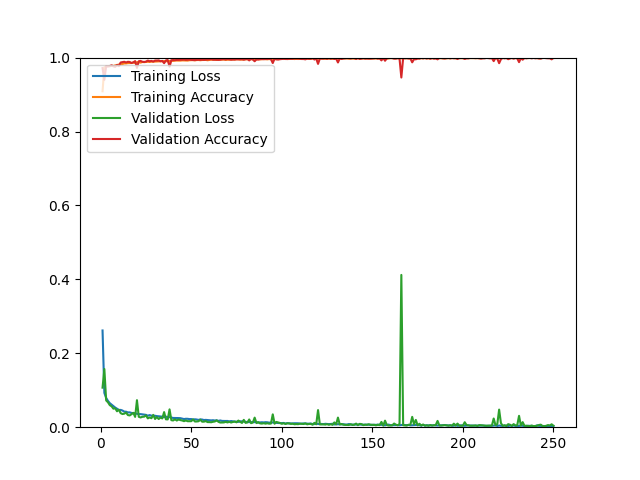 1.0
0.8
0.6
0.4
0.2
0.0
Training Loss
Training Accuracy
Validation Loss
Validation Accuracy
0 50 100 150 200 250